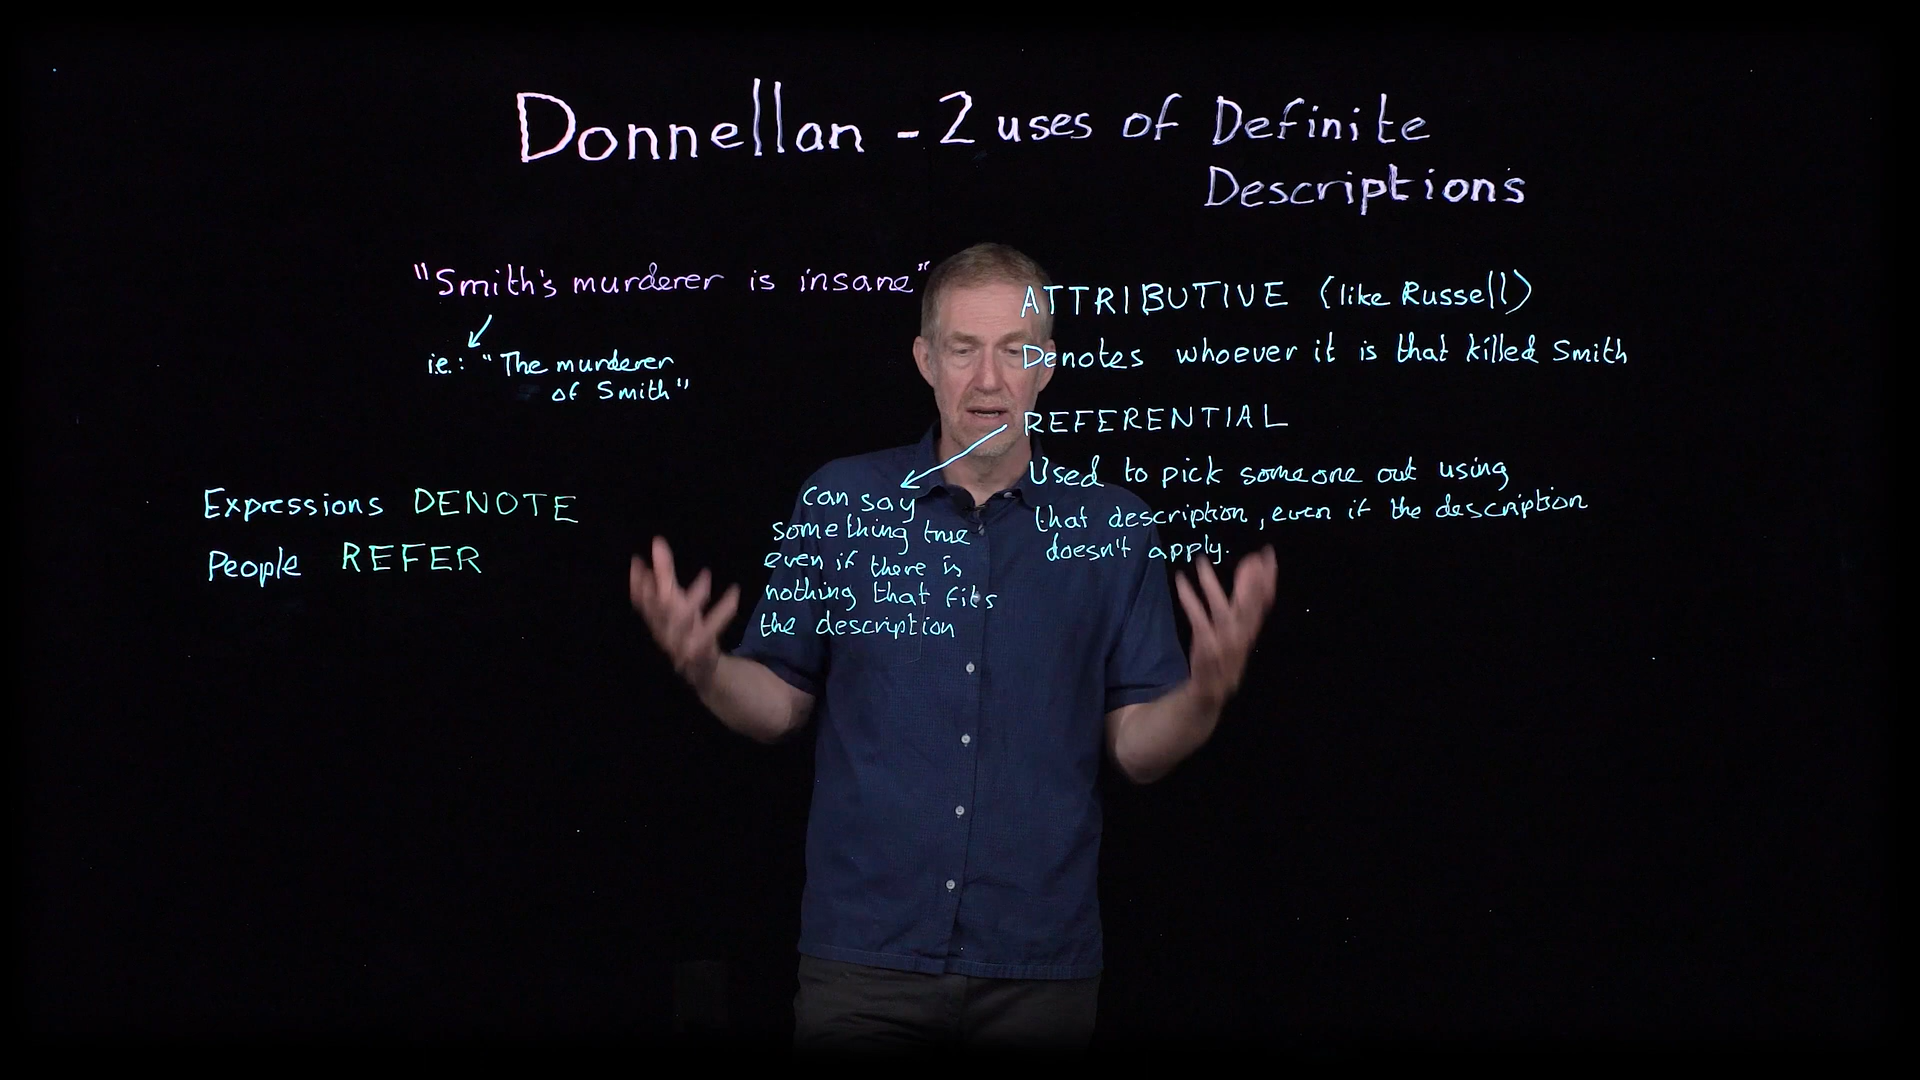 Donnellan - 2 uses of Definite
Descriptions
"Smith's murderer is insane"
i.e.: "The murderer
of Smith"
Expressions DENOTE
People REFER
ATTRIBUTIVE (like Russell)
Denotes whoever it is that killed Smith
REFERENTIAL
Used to pick someone out using
that description, even if the description
doesn't apply.
can say
something true
even if there is
nothing that fits
the description